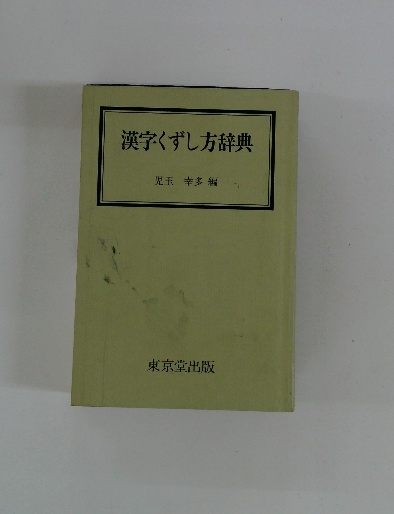 漢字くずし方辞典
児玉 幸多 編
東京堂出版